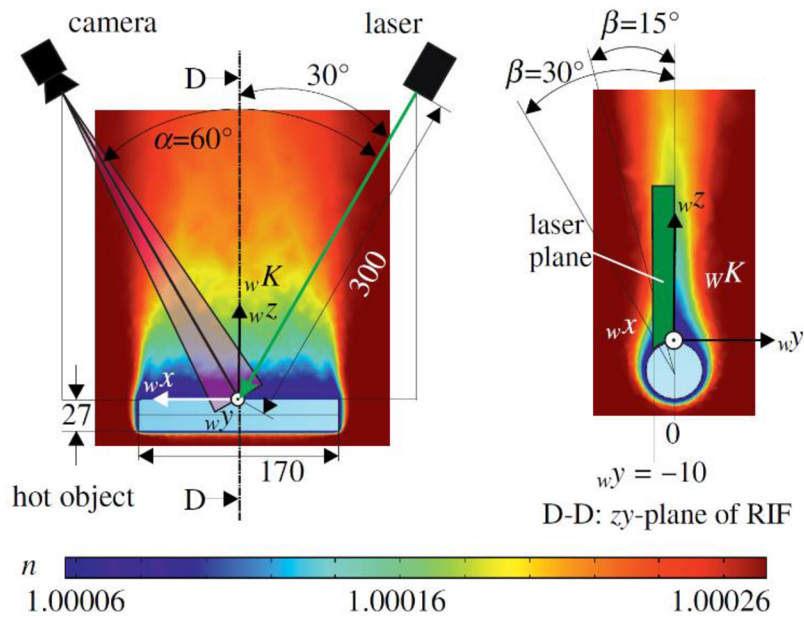 camera
laser
D
30°
α=60°
300
wK
wz
wx
wy
27
170
hot object
D
β=15°
β=30°
wz
laser
plane
wK
wx
wy
0
wy = −10
D-D: zy-plane of RIF
n
1.00006
1.00016
1.00026